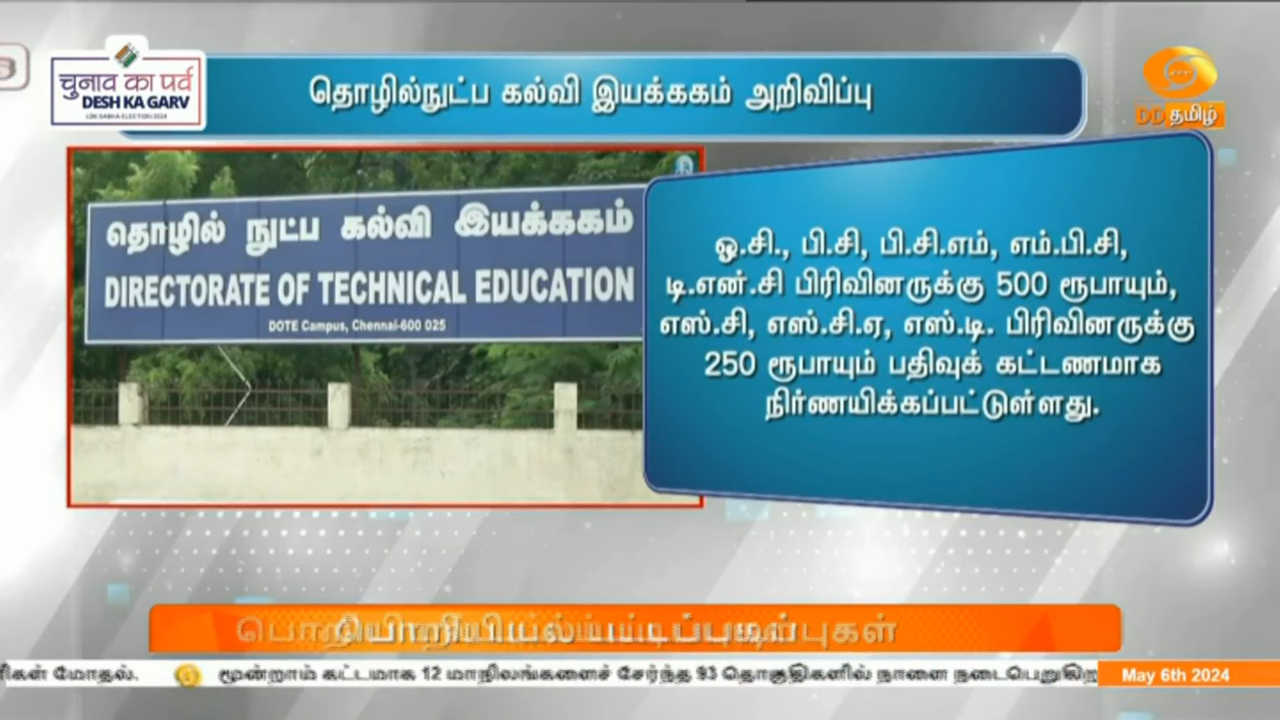 चुनाव का पर्व
DESH KA GARV
LOK SABHA ELECTION 2024
தொழில்நுட்ப கல்வி இயக்ககம் அறிவிப்பு
DD தமிழ்
தொழில் நுட்ப கல்வி இயக்ககம்
DIRECTORATE OF TECHNICAL EDUCATION
DOTE Campus, Chennai-600 025
ஓ.சி., பி.சி, பி.சி.எம், எம்.பி.சி,
டி.என்.சி பிரிவினருக்கு 500 ரூபாயும்,
எஸ்.சி, எஸ்.சி.ஏ, எஸ்.டி. பிரிவினருக்கு
250 ரூபாயும் பதிவுக் கட்டணமாக
நிர்ணயிக்கப்பட்டுள்ளது.
மோதல். மூன்றாம் கட்டமாக 12 மாநிலங்களைச் சேர்ந்த 93 தொகுதிகளில் நாளை
May 6th 2024